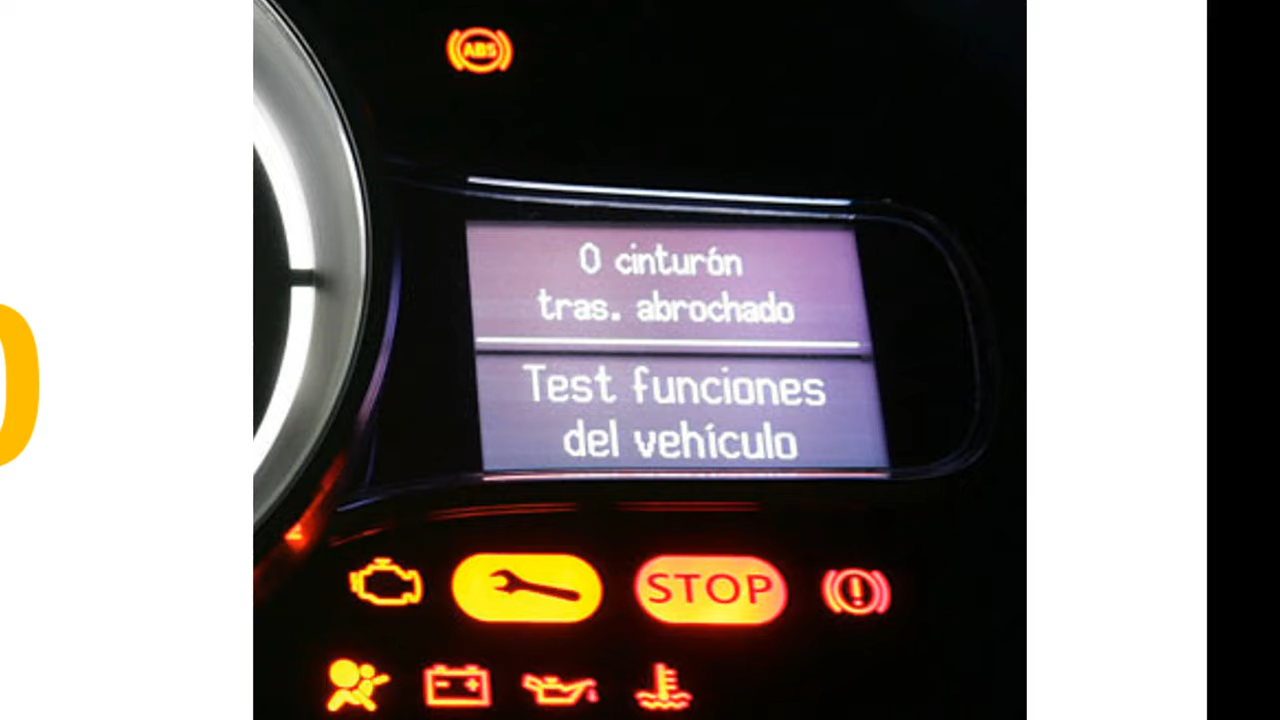 ABS
0 cinturón
tras. abrochado
Test funciones
del vehículo
STOP